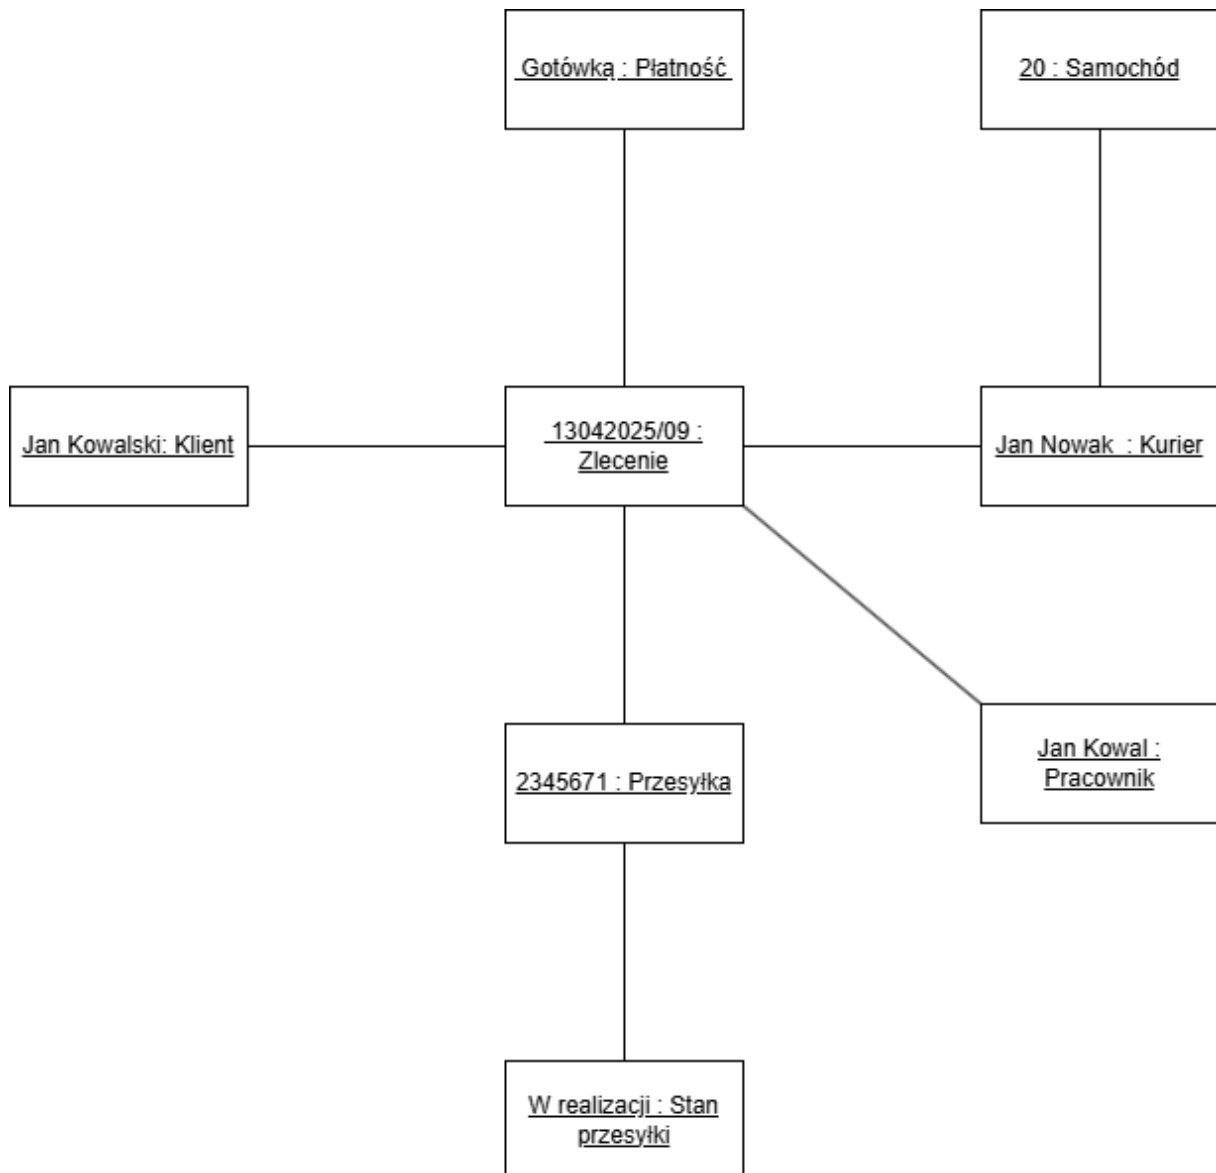 Gotówką : Płatność
20 : Samochód
Jan Kowalski: Klient
13042025/09 :
Zlecenie
Jan Nowak  : Kurier
2345671 : Przesyłka
Jan Kowal :
Pracownik
W realizacji : Stan
przesyłki